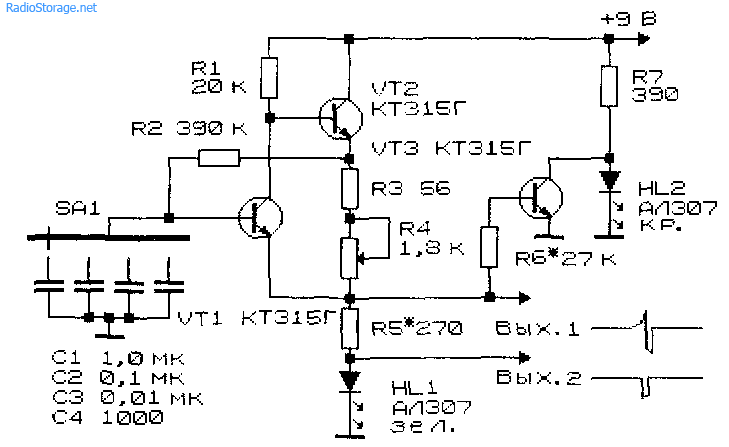 RadioStorage.net
+9 В
R1
20 к
R7
390
VT2
КТ315Г
R2 390 к
VT3 КТ315Г
R3 56
HL2
АЛ307
кр.
SA1
R4
1,3 к
R6*27 к
VT1 КТ315Г
R5*270
Вых.1
C1 1,0 мк
C2 0,1 мк
C3 0,01 мк
C4 1000
Вых.2
HL1
АЛ307
зел.